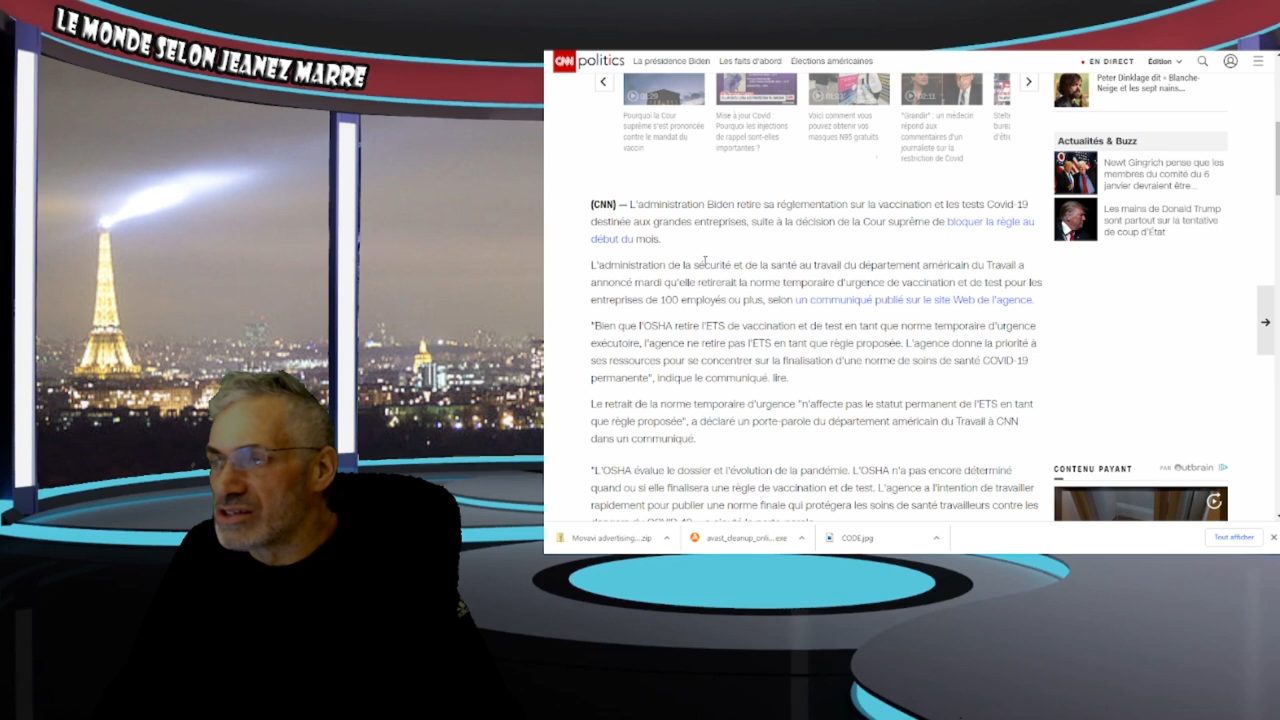 LE MONDE SELON JEANEZ MARRE
CNN politics La présidence Biden Les faits d'abord Élections américaines EN DIRECT Édition
01:29
02:11
Pourquoi la Cour
suprême s'est prononcée
contre le mandat du
vaccin
Mise à jour Covid :
Pourquoi les injections
de rappel sont-elles
importantes ?
Voici comment vous
pouvez obtenir vos
masques N95 gratuits
"Grandir" : un médecin
répond aux
commentaires d'un
journaliste sur la
restriction de Covid
Peter Dinklage dit « Blanche-
Neige et les sept nains...
Actualités & Buzz
Newt Gingrich pense que les
membres du comité du 6
janvier devraient être...
Les mains de Donald Trump
sont partout sur la tentative
de coup d'État
(CNN) — L'administration Biden retire sa réglementation sur la vaccination et les tests Covid-19
destinée aux grandes entreprises, suite à la décision de la Cour suprême de bloquer la règle au
début du mois.
L'administration de la sécurité et de la santé au travail du département américain du Travail a
annoncé mardi qu'elle retirerait la norme temporaire d'urgence de vaccination et de test pour les
entreprises de 100 employés ou plus, selon un communiqué publié sur le site Web de l'agence.
"Bien que l'OSHA retire l'ETS de vaccination et de test en tant que norme temporaire d'urgence
exécutoire, l'agence ne retire pas l'ETS en tant que règle proposée. L'agence donne la priorité à
ses ressources pour se concentrer sur la finalisation d'une norme de soins de santé COVID-19
permanente", indique le communiqué. lire.
Le retrait de la norme temporaire d'urgence "n'affecte pas le statut permanent de l'ETS en tant
que règle proposée", a déclaré un porte-parole du département américain du Travail à CNN
dans un communiqué.
"L'OSHA évalue le dossier et l'évolution de la pandémie. L'OSHA n'a pas encore déterminé
quand ou si elle finalisera une règle de vaccination et de test. L'agence a l'intention de travailler
rapidement pour publier une norme finale qui protégera les soins de santé travailleurs contre les
CONTENU PAYANT PAR Outbrain
Movavi advertising....zip avast_cleanup_onli....exe CODE.jpg Tout afficher